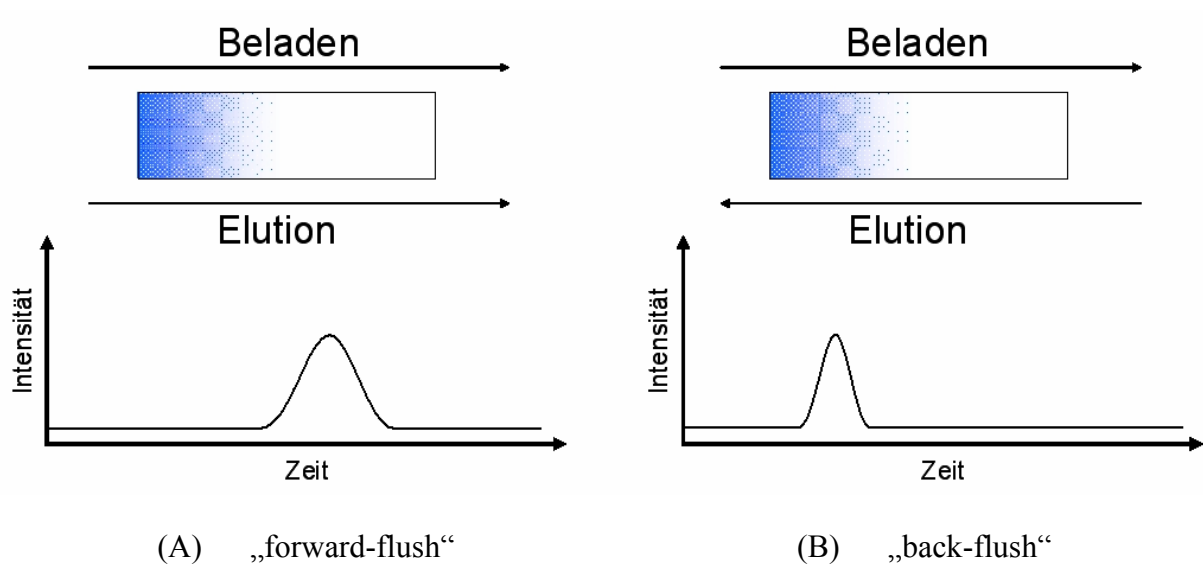 Beladen
Elution
Intensität
Zeit
(A) „forward-flush“
Beladen
Elution
Intensität
Zeit
(B) „back-flush“